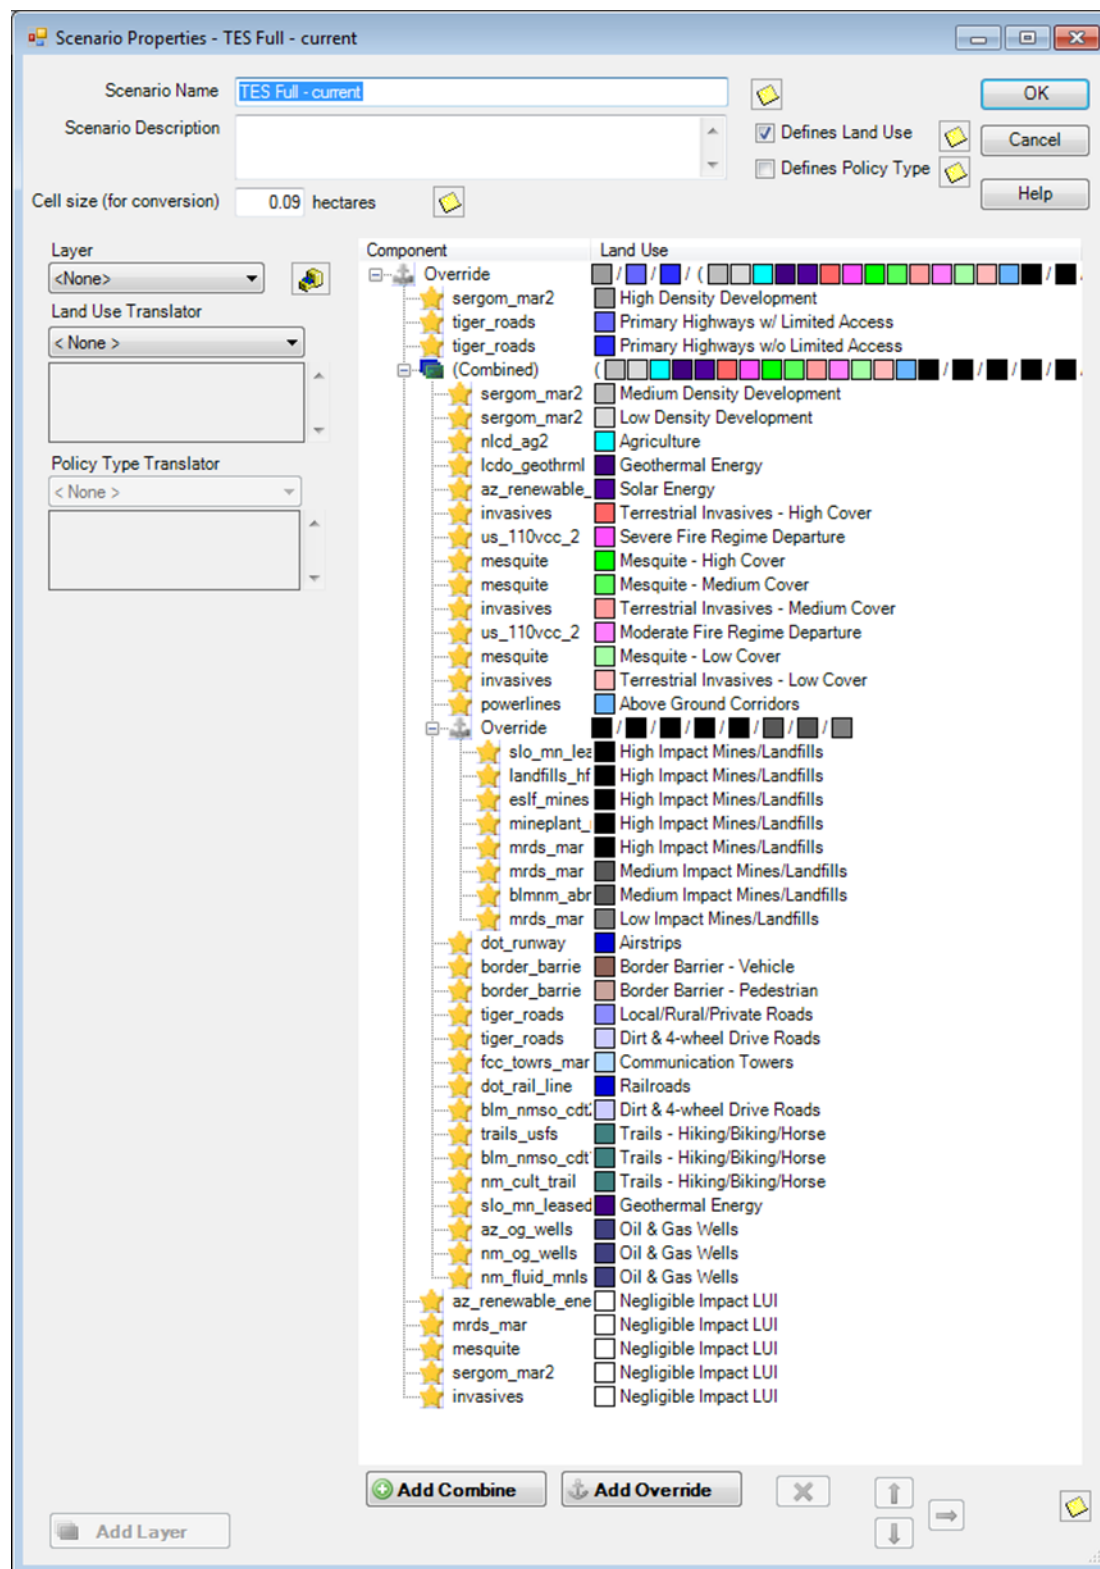 Scenario Properties - TES Full - current
Scenario Name TES Full - current OK
Scenario Description Defines Land Use Cancel
Defines Policy Type
Cell size (for conversion) 0.09 hectares Help
Layer
<None>
Land Use Translator
< None >
Policy Type Translator
< None >
Component Land Use
Override / / / (
sergom_mar2 High Density Development
tiger_roads Primary Highways w/ Limited Access
tiger_roads Primary Highways w/o Limited Access
(Combined) ( / / / /
sergom_mar2 Medium Density Development
sergom_mar2 Low Density Development
nlcd_ag2 Agriculture
lcdo_geothrml Geothermal Energy
az_renewable_ Solar Energy
invasives Terrestrial Invasives - High Cover
us_110vcc_2 Severe Fire Regime Departure
mesquite Mesquite - High Cover
mesquite Mesquite - Medium Cover
invasives Terrestrial Invasives - Medium Cover
us_110vcc_2 Moderate Fire Regime Departure
mesquite Mesquite - Low Cover
invasives Terrestrial Invasives - Low Cover
powerlines Above Ground Corridors
Override / / / / / / /
slo_mn_lea High Impact Mines/Landfills
landfills_hf High Impact Mines/Landfills
eslf_mines High Impact Mines/Landfills
mineplant_ High Impact Mines/Landfills
mrds_mar High Impact Mines/Landfills
mrds_mar Medium Impact Mines/Landfills
blmnm_abr Medium Impact Mines/Landfills
mrds_mar Low Impact Mines/Landfills
dot_runway Airstrips
border_barrie Border Barrier - Vehicle
border_barrie Border Barrier - Pedestrian
tiger_roads Local/Rural/Private Roads
tiger_roads Dirt & 4-wheel Drive Roads
fcc_towrs_mar Communication Towers
dot_rail_line Railroads
blm_nmso_cdt Dirt & 4-wheel Drive Roads
trails_usfs Trails - Hiking/Biking/Horse
blm_nmso_cdt Trails - Hiking/Biking/Horse
nm_cult_trail Trails - Hiking/Biking/Horse
slo_mn_leased Geothermal Energy
az_og_wells Oil & Gas Wells
nm_og_wells Oil & Gas Wells
nm_fluid_mnls Oil & Gas Wells
az_renewable_ene Negligible Impact LUI
mrds_mar Negligible Impact LUI
mesquite Negligible Impact LUI
sergom_mar2 Negligible Impact LUI
invasives Negligible Impact LUI
Add Combine Add Override
Add Layer